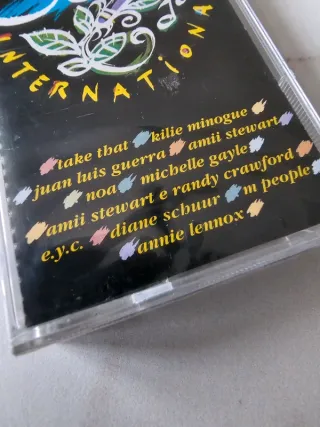 INTERNATIONA
take that kilie minogue
juan luis guerra amii stewart
noa michelle gayle
amii stewart e randy crawford
e.y.c. diane schuur m people
annie lennox